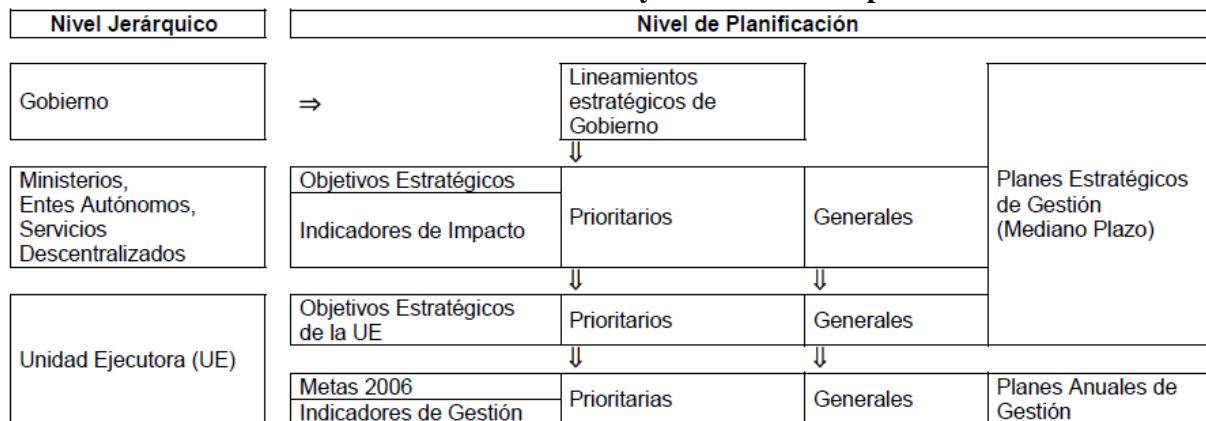 Nivel Jerárquico
Nivel de Planificación
Gobierno
⇒
Lineamientos
estratégicos de
Gobierno
⇓
Ministerios,
Entes Autónomos,
Servicios
Descentralizados
Objetivos Estratégicos
Indicadores de Impacto
Prioritarios
Generales
Planes Estratégicos
de Gestión
(Mediano Plazo)
⇓ ⇓
Unidad Ejecutora (UE)
Objetivos Estratégicos
de la UE
Prioritarios
Generales
⇓ ⇓
Metas 2006
Indicadores de Gestión
Prioritarias
Generales
Planes Anuales de
Gestión